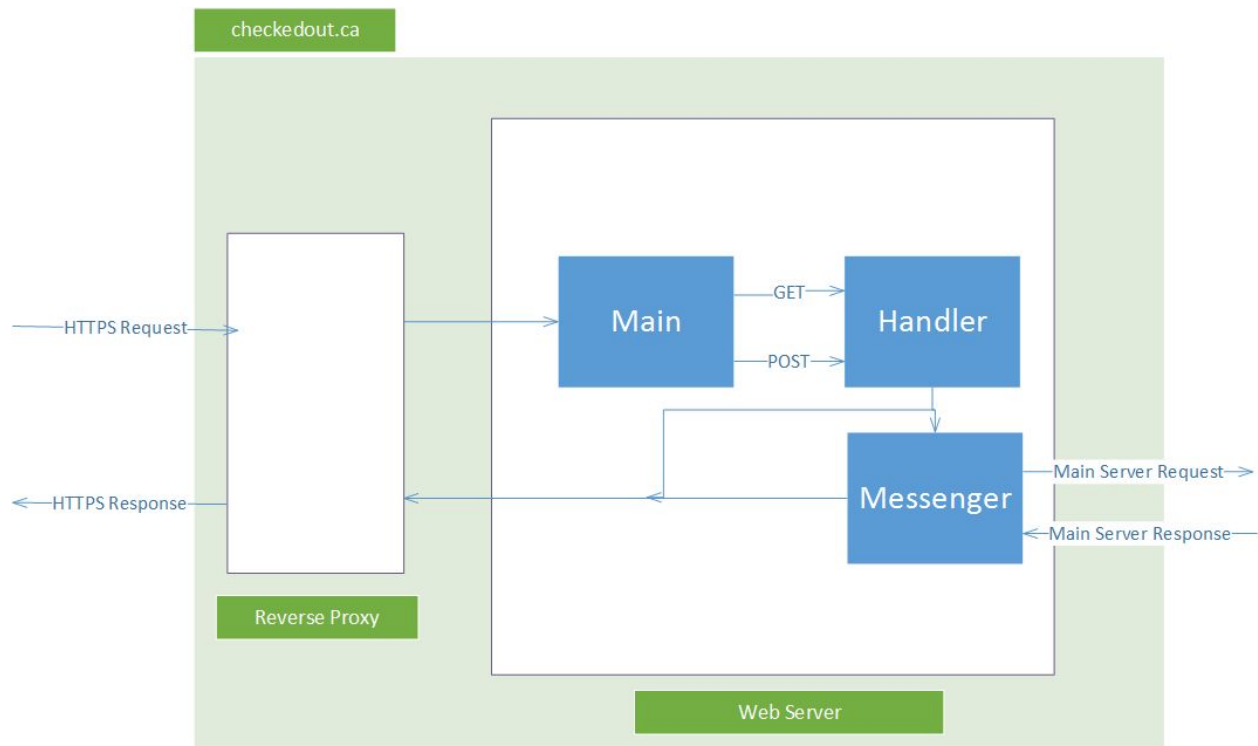 checkedout.ca
Main
GET
POST
Handler
HTTPS Request
HTTPS Response
Messenger
Main Server Request
Main Server Response
Reverse Proxy
Web Server